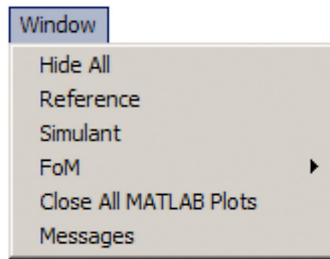 Window
Hide All
Reference
Simulant
FoM
Close All MATLAB Plots
Messages